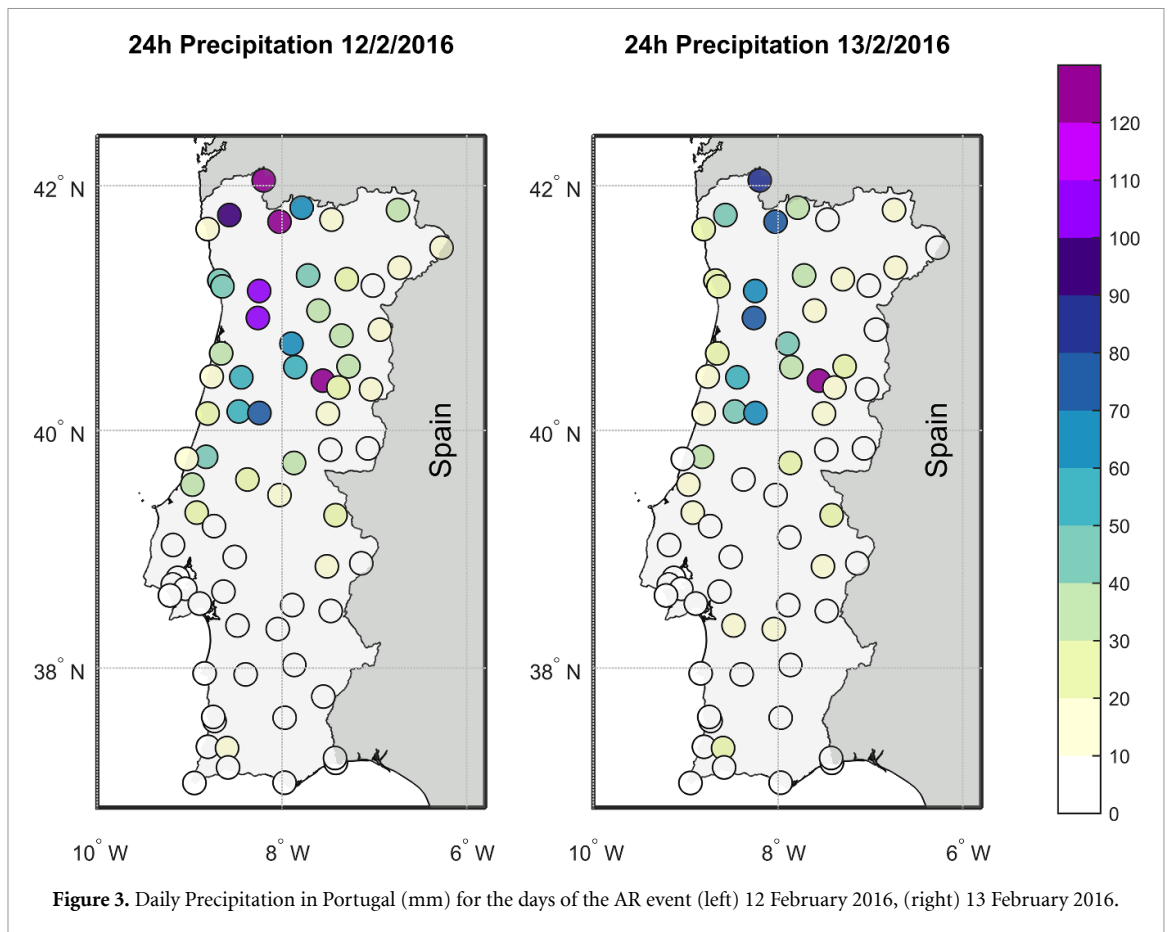 24h Precipitation 12/2/2016
24h Precipitation 13/2/2016
42° N
40° N
38° N
10° W
8° W
6° W
Spain
42° N
40° N
38° N
10° W
8° W
6° W
Spain
120
110
100
90
80
70
60
50
40
30
20
10
0
Figure 3. Daily Precipitation in Portugal (mm) for the days of the AR event (left) 12 February 2016, (right) 13 February 2016.